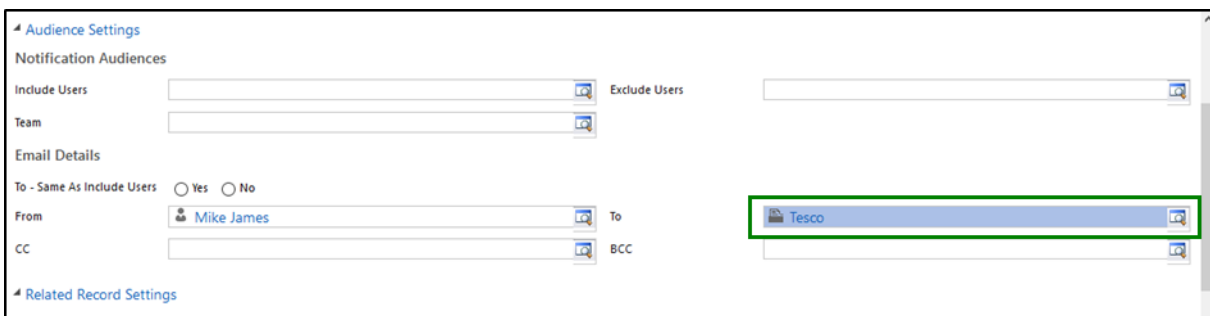 Audience Settings
Notification Audiences
Include Users Exclude Users
Team
Email Details
To - Same As Include Users Yes No
From Mike James To Tesco
CC BCC
Related Record Settings